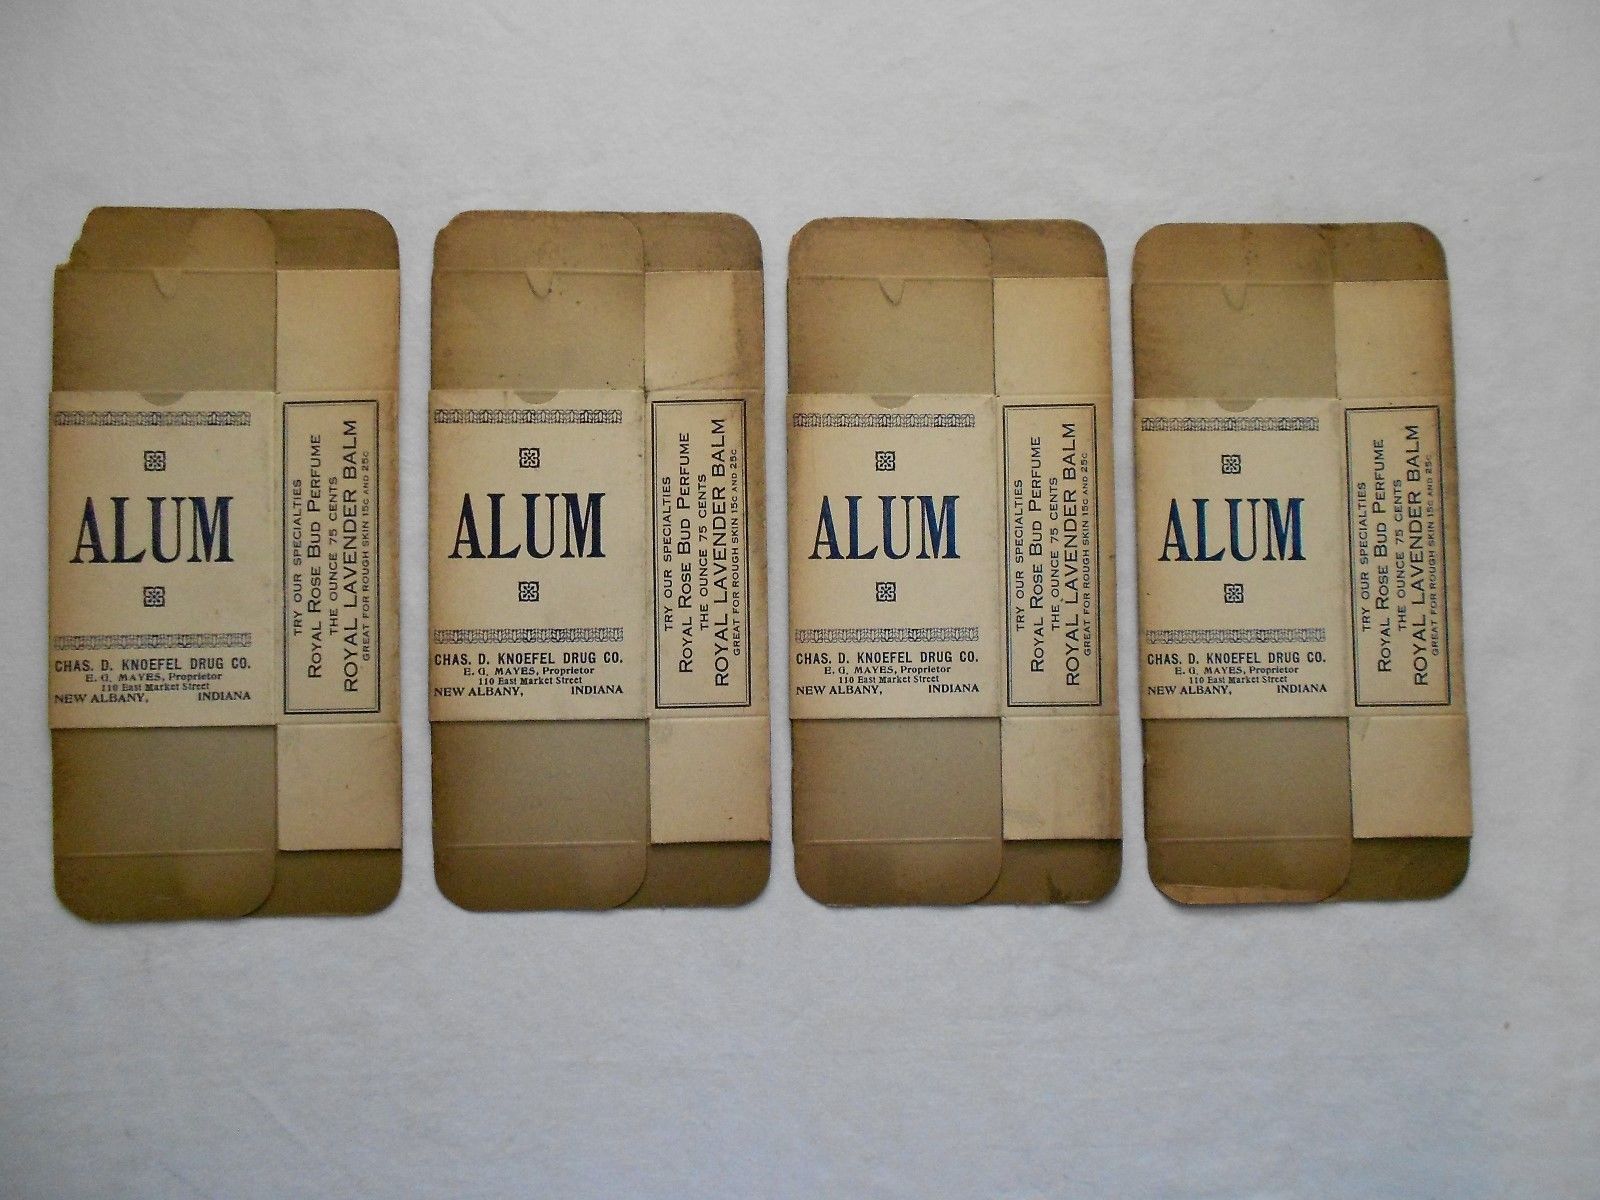 ALUM
CHAS. D. KNOEFEL DRUG CO.
E. G. MAYES, Proprietor
110 East Market Street
NEW ALBANY, INDIANA
TRY OUR SPECIALTIES
ROYAL ROSE BUD PERFUME
THE OUNCE 75 CENTS
ROYAL LAVENDER BALM
GREAT FOR ROUGH SKIN 15C AND 25C
ALUM
CHAS. D. KNOEFEL DRUG CO.
E. G. MAYES, Proprietor
110 East Market Street
NEW ALBANY, INDIANA
TRY OUR SPECIALTIES
ROYAL ROSE BUD PERFUME
THE OUNCE 75 CENTS
ROYAL LAVENDER BALM
GREAT FOR ROUGH SKIN 15C AND 25C
ALUM
CHAS. D. KNOEFEL DRUG CO.
E. G. MAYES, Proprietor
110 East Market Street
NEW ALBANY, INDIANA
TRY OUR SPECIALTIES
ROYAL ROSE BUD PERFUME
THE OUNCE 75 CENTS
ROYAL LAVENDER BALM
GREAT FOR ROUGH SKIN 15C AND 25C
ALUM
CHAS. D. KNOEFEL DRUG CO.
E. G. MAYES, Proprietor
110 East Market Street
NEW ALBANY, INDIANA
TRY OUR SPECIALTIES
ROYAL ROSE BUD PERFUME
THE OUNCE 75 CENTS
ROYAL LAVENDER BALM
GREAT FOR ROUGH SKIN 15C AND 25C